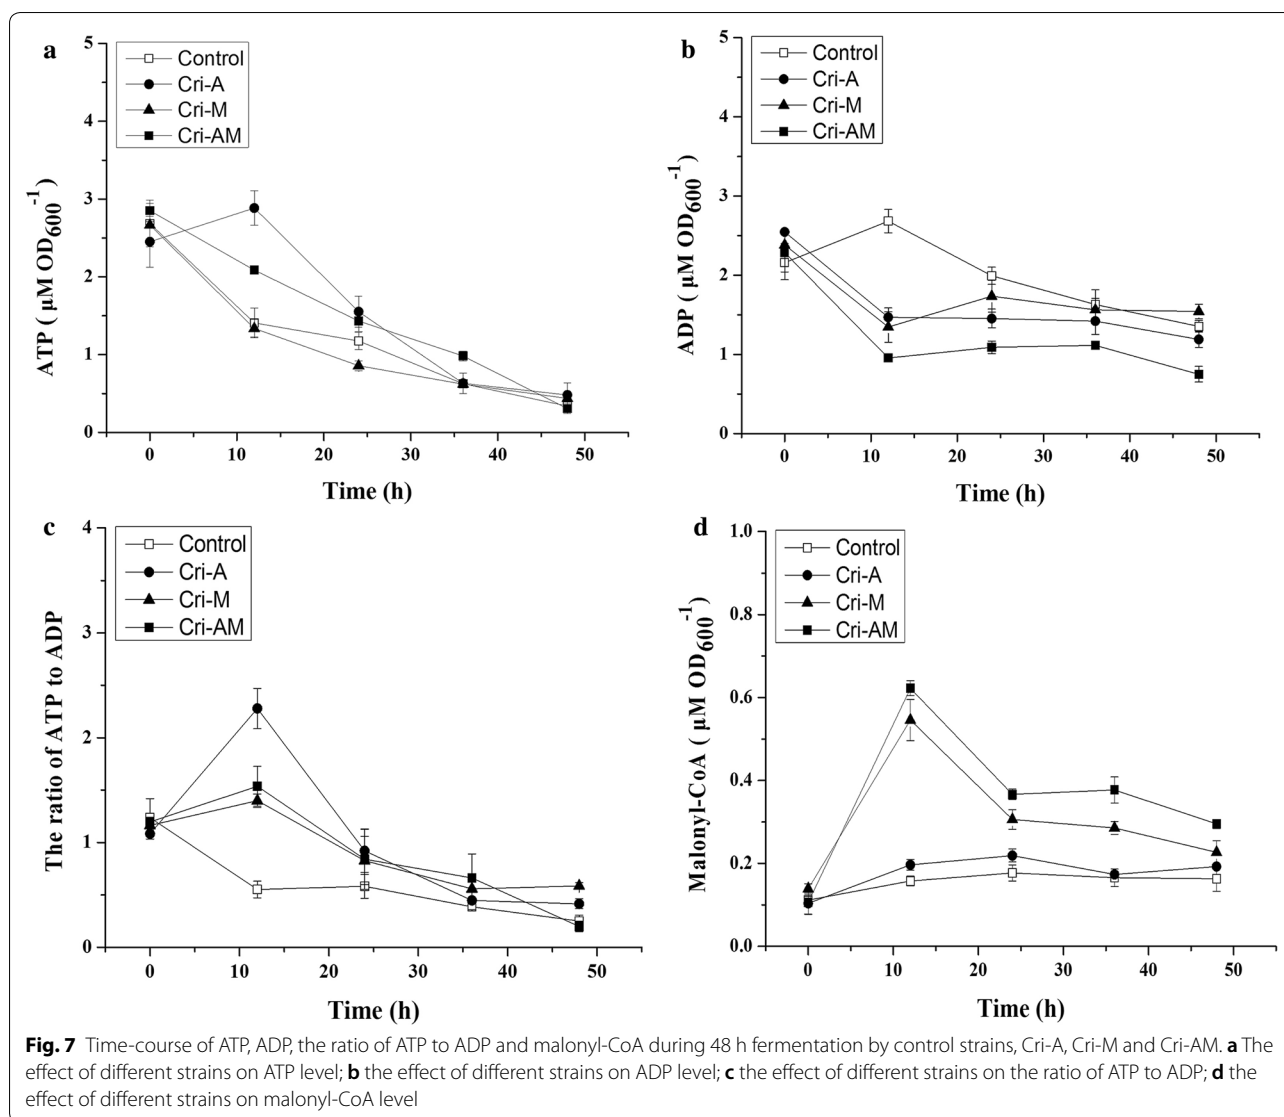 a
5
4
3
2
1
0
ATP ( μM OD600-1)
Control
Cri-A
Cri-M
Cri-AM
0 10 20 30 40 50
Time (h)
b
5
4
3
2
1
0
ADP ( μM OD600-1)
Control
Cri-A
Cri-M
Cri-AM
0 10 20 30 40 50
Time (h)
c
4
3
2
1
0
The ratio of ATP to ADP
Control
Cri-A
Cri-M
Cri-AM
0 10 20 30 40 50
Time (h)
d
1.0
0.8
0.6
0.4
0.2
0.0
Malonyl-CoA ( μM OD600-1)
Control
Cri-A
Cri-M
Cri-AM
0 10 20 30 40 50
Time (h)
Fig. 7 Time-course of ATP, ADP, the ratio of ATP to ADP and malonyl-CoA during 48 h fermentation by control strains, Cri-A, Cri-M and Cri-AM. a The
effect of different strains on ATP level; b the effect of different strains on ADP level; c the effect of different strains on the ratio of ATP to ADP; d the
effect of different strains on malonyl-CoA level